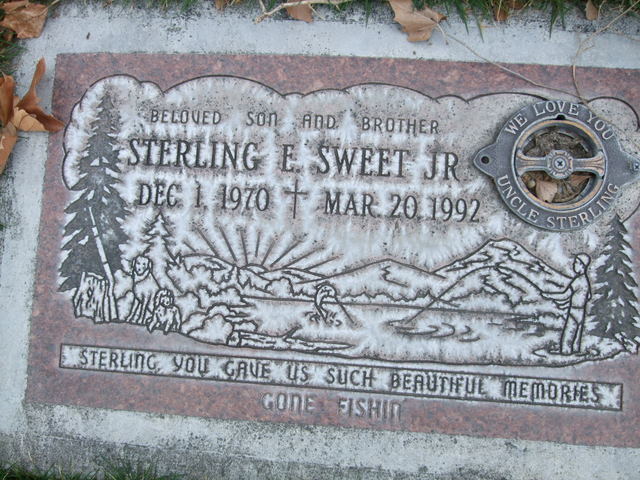 BELOVED SON AND BROTHER
STERLING E. SWEET JR
DEC. 1, 1970 MAR. 20, 1992
WE LOVE YOU
UNCLE STERLING
STERLING, YOU GAVE US SUCH BEAUTIFUL MEMORIES
GONE FISHIN'